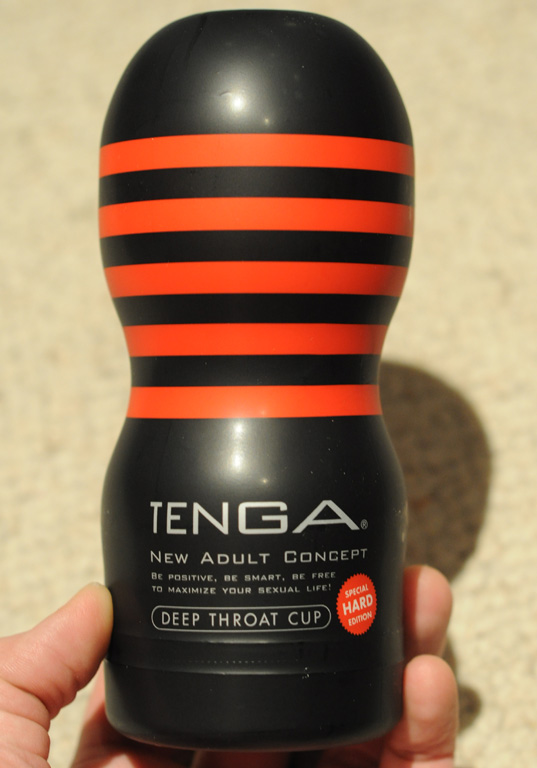 TENGA®
NEW ADULT CONCEPT
BE POSITIVE, BE SMART, BE FREE
TO MAXIMIZE YOUR SEXUAL LIFE!
DEEP THROAT CUP
SPECIAL
HARD
EDITION